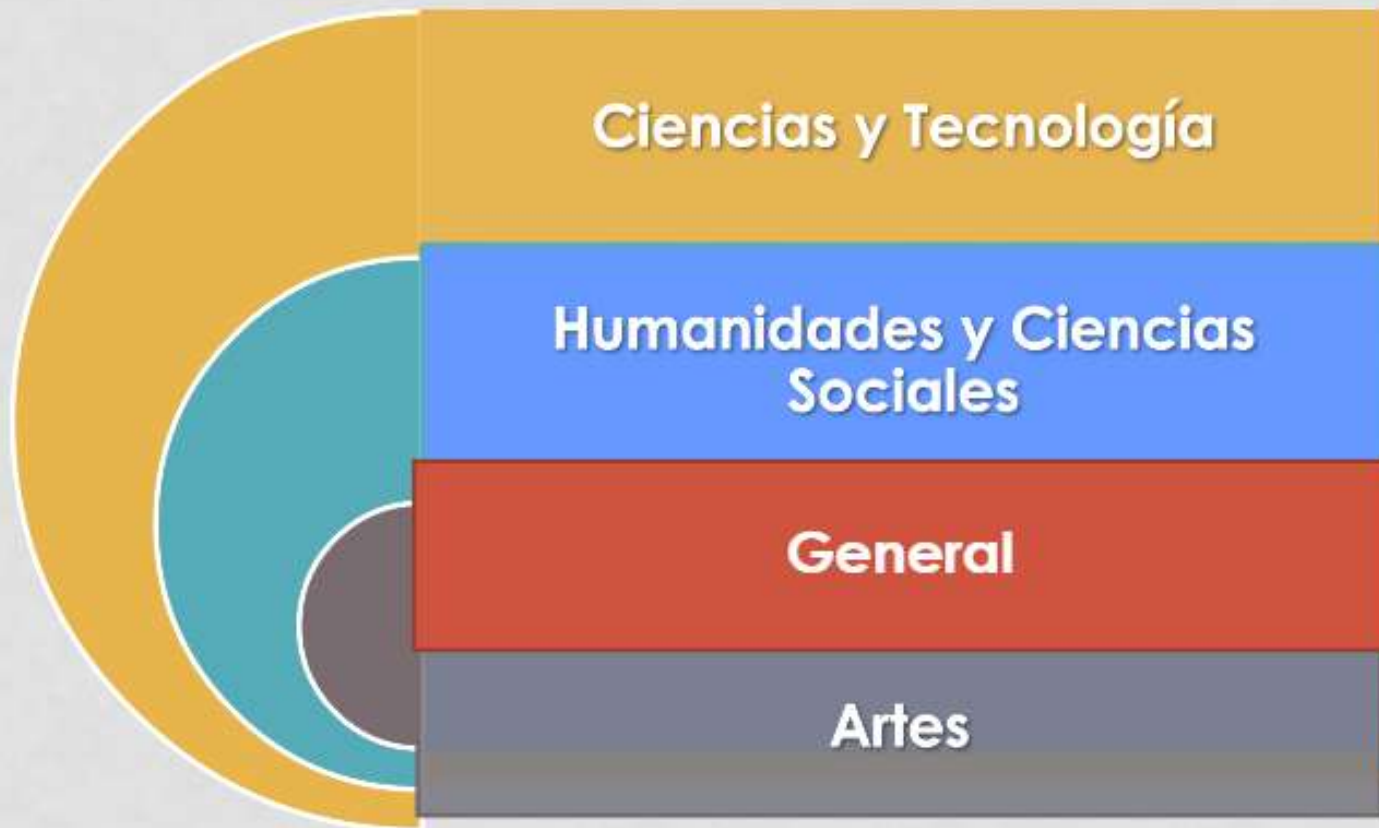 Ciencias y Tecnología
Humanidades y Ciencias
Sociales
General
Artes